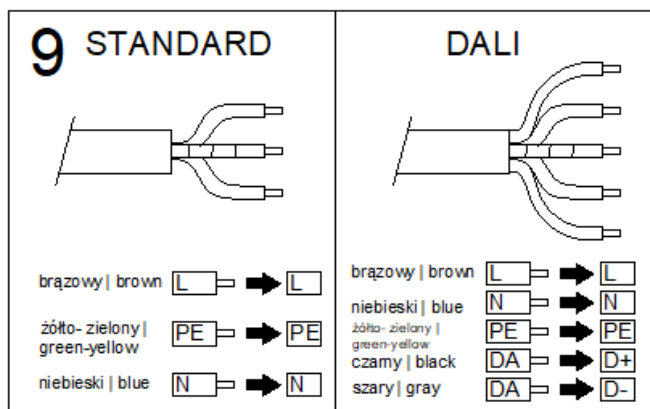 9 STANDARD
brązowy | brown L L
żółto- zielony |
green-yellow PE PE
niebieski | blue N N
DALI
brązowy | brown L L
niebieski | blue N N
żółto- zielony |
green-yellow PE PE
czarny | black DA D+
szary | gray DA D-